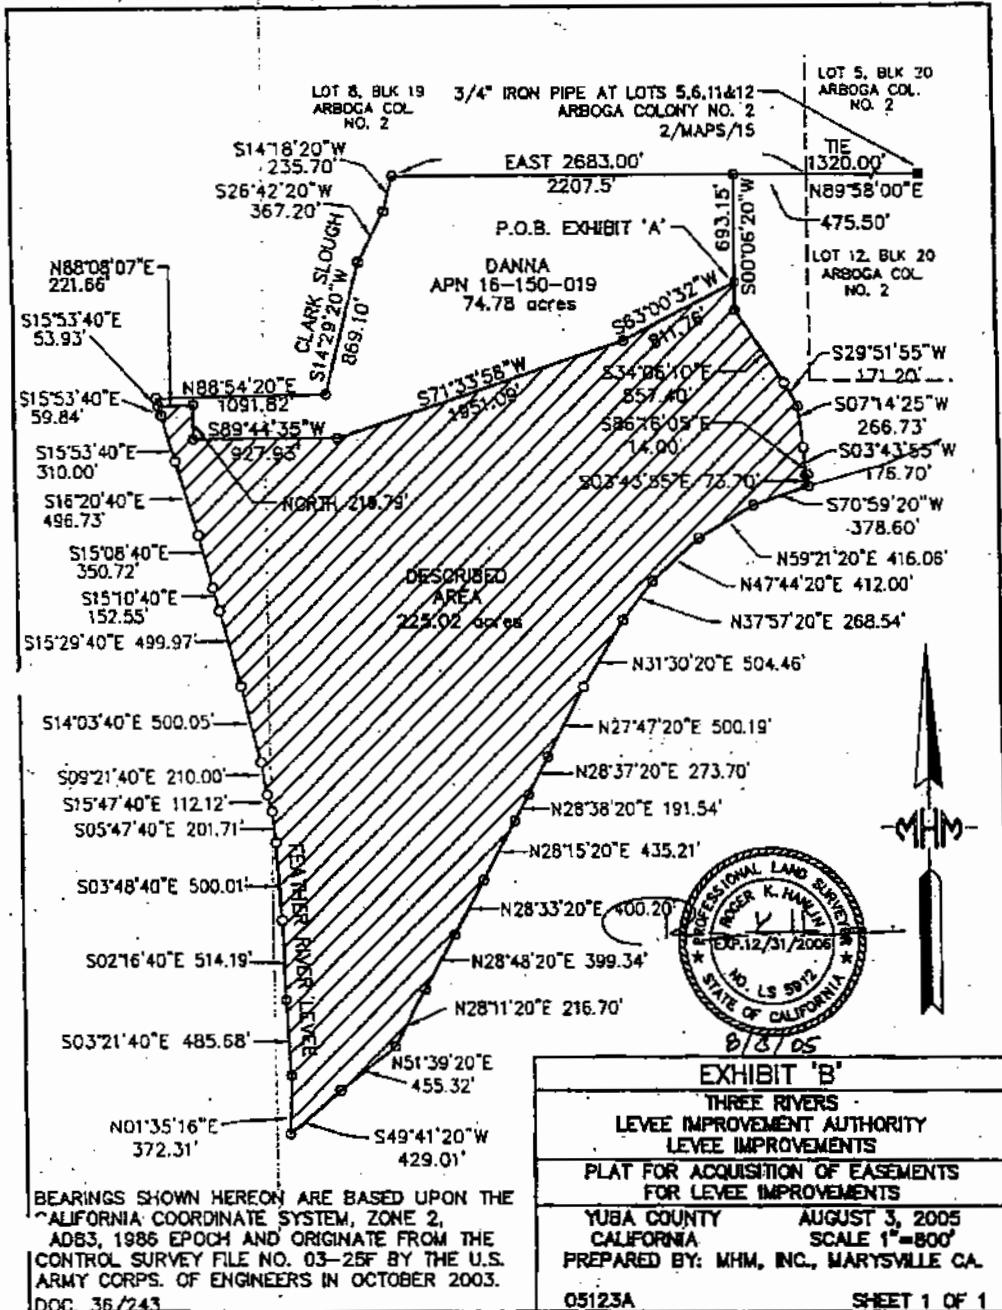 LOT 8, BLK 19
ARBOGA COL.
NO. 2
3/4" IRON PIPE AT LOTS 5,6,11&12
ARBOGA COLONY NO. 2
2/MAPS/15
LOT 5, BLK 20
ARBOGA COL.
NO. 2
S14°18'20"W
235.70'
EAST 2683.00'
2207.5'
TIE
1320.00'
N89°58'00"E
475.50'
S26°42'20"W
367.20'
693.15'
S00°06'20"W
P.O.B. EXHIBIT 'A'
CLARK SLOUGH
S14°29'20"W
869.10'
DANNA
APN 16-150-019
74.78 acres
LOT 12, BLK 20
ARBOGA COL.
NO. 2
N88°08'07"E
221.66'
S15°53'40"E
53.93'
S63°00'32"W
811.76'
S71°33'58"W
1951.09'
S34°06'10"E
557.40'
S29°51'55"W
171.20'
N88°54'20"E
1091.82'
S15°53'40"E
59.84'
S89°44'35"W
927.93'
S07°14'25"W
266.73'
S86°16'05"E
14.00'
S15°53'40"E
310.00'
S03°43'55"W
176.70'
S03°43'55"E 73.70'
NORTH 218.79'
S16°20'40"E
496.73'
S70°59'20"W
378.60'
S15°08'40"E
350.72'
N59°21'20"E 416.06'
DESCRIBED
AREA
225.02 acres
N47°44'20"E 412.00'
S15°10'40"E
152.55'
N37°57'20"E 268.54'
S15°29'40"E 499.97'
N31°30'20"E 504.46'
S14°03'40"E 500.05'
N27°47'20"E 500.19'
S09°21'40"E 210.00'
N28°37'20"E 273.70'
S15°47'40"E 112.12'
N28°38'20"E 191.54'
S05°47'40"E 201.71'
N28°15'20"E 435.21'
FEATHER RIVER LEVEE
S03°48'40"E 500.01'
N28°33'20"E 400.20'
S02°16'40"E 514.19'
N28°48'20"E 399.34'
N28°11'20"E 216.70'
S03°21'40"E 485.68'
N51°39'20"E
455.32'
N01°35'16"E
372.31'
S49°41'20"W
429.01'
MHM
PROFESSIONAL LAND SURVEYOR
ROGER K. HANLIN
EXP.12/31/2006
NO. LS 5912
STATE OF CALIFORNIA
8/3/05
BEARINGS SHOWN HEREON ARE BASED UPON THE
CALIFORNIA COORDINATE SYSTEM, ZONE 2,
AD83, 1986 EPOCH AND ORIGINATE FROM THE
CONTROL SURVEY FILE NO. 03-25F BY THE U.S.
ARMY CORPS. OF ENGINEERS IN OCTOBER 2003.
DOC. 36/243
EXHIBIT 'B'
THREE RIVERS
LEVEE IMPROVEMENT AUTHORITY
LEVEE IMPROVEMENTS
PLAT FOR ACQUISITION OF EASEMENTS
FOR LEVEE IMPROVEMENTS
YUBA COUNTY AUGUST 3, 2005
CALIFORNIA SCALE 1"=800'
PREPARED BY: MHM, INC., MARYSVILLE CA.
05123A SHEET 1 OF 1